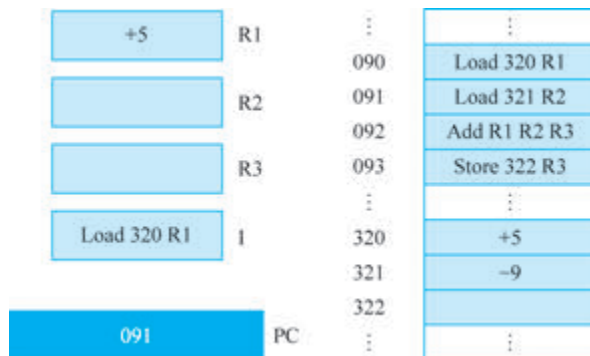 +5 R1
R2
R3
Load 320 R1 I
091 PC
⋮ ⋮
090 Load 320 R1
091 Load 321 R2
092 Add R1 R2 R3
093 Store 322 R3
⋮ ⋮
320 +5
321 −9
322
⋮ ⋮